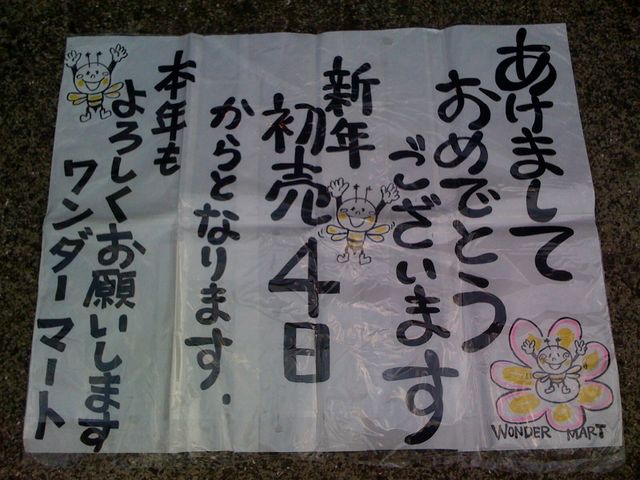 あけまして
おめでとう
ございます
新年
初売4日
からとなります.
本年も
よろしくお願いします
ワンダーマート
WONDER MART